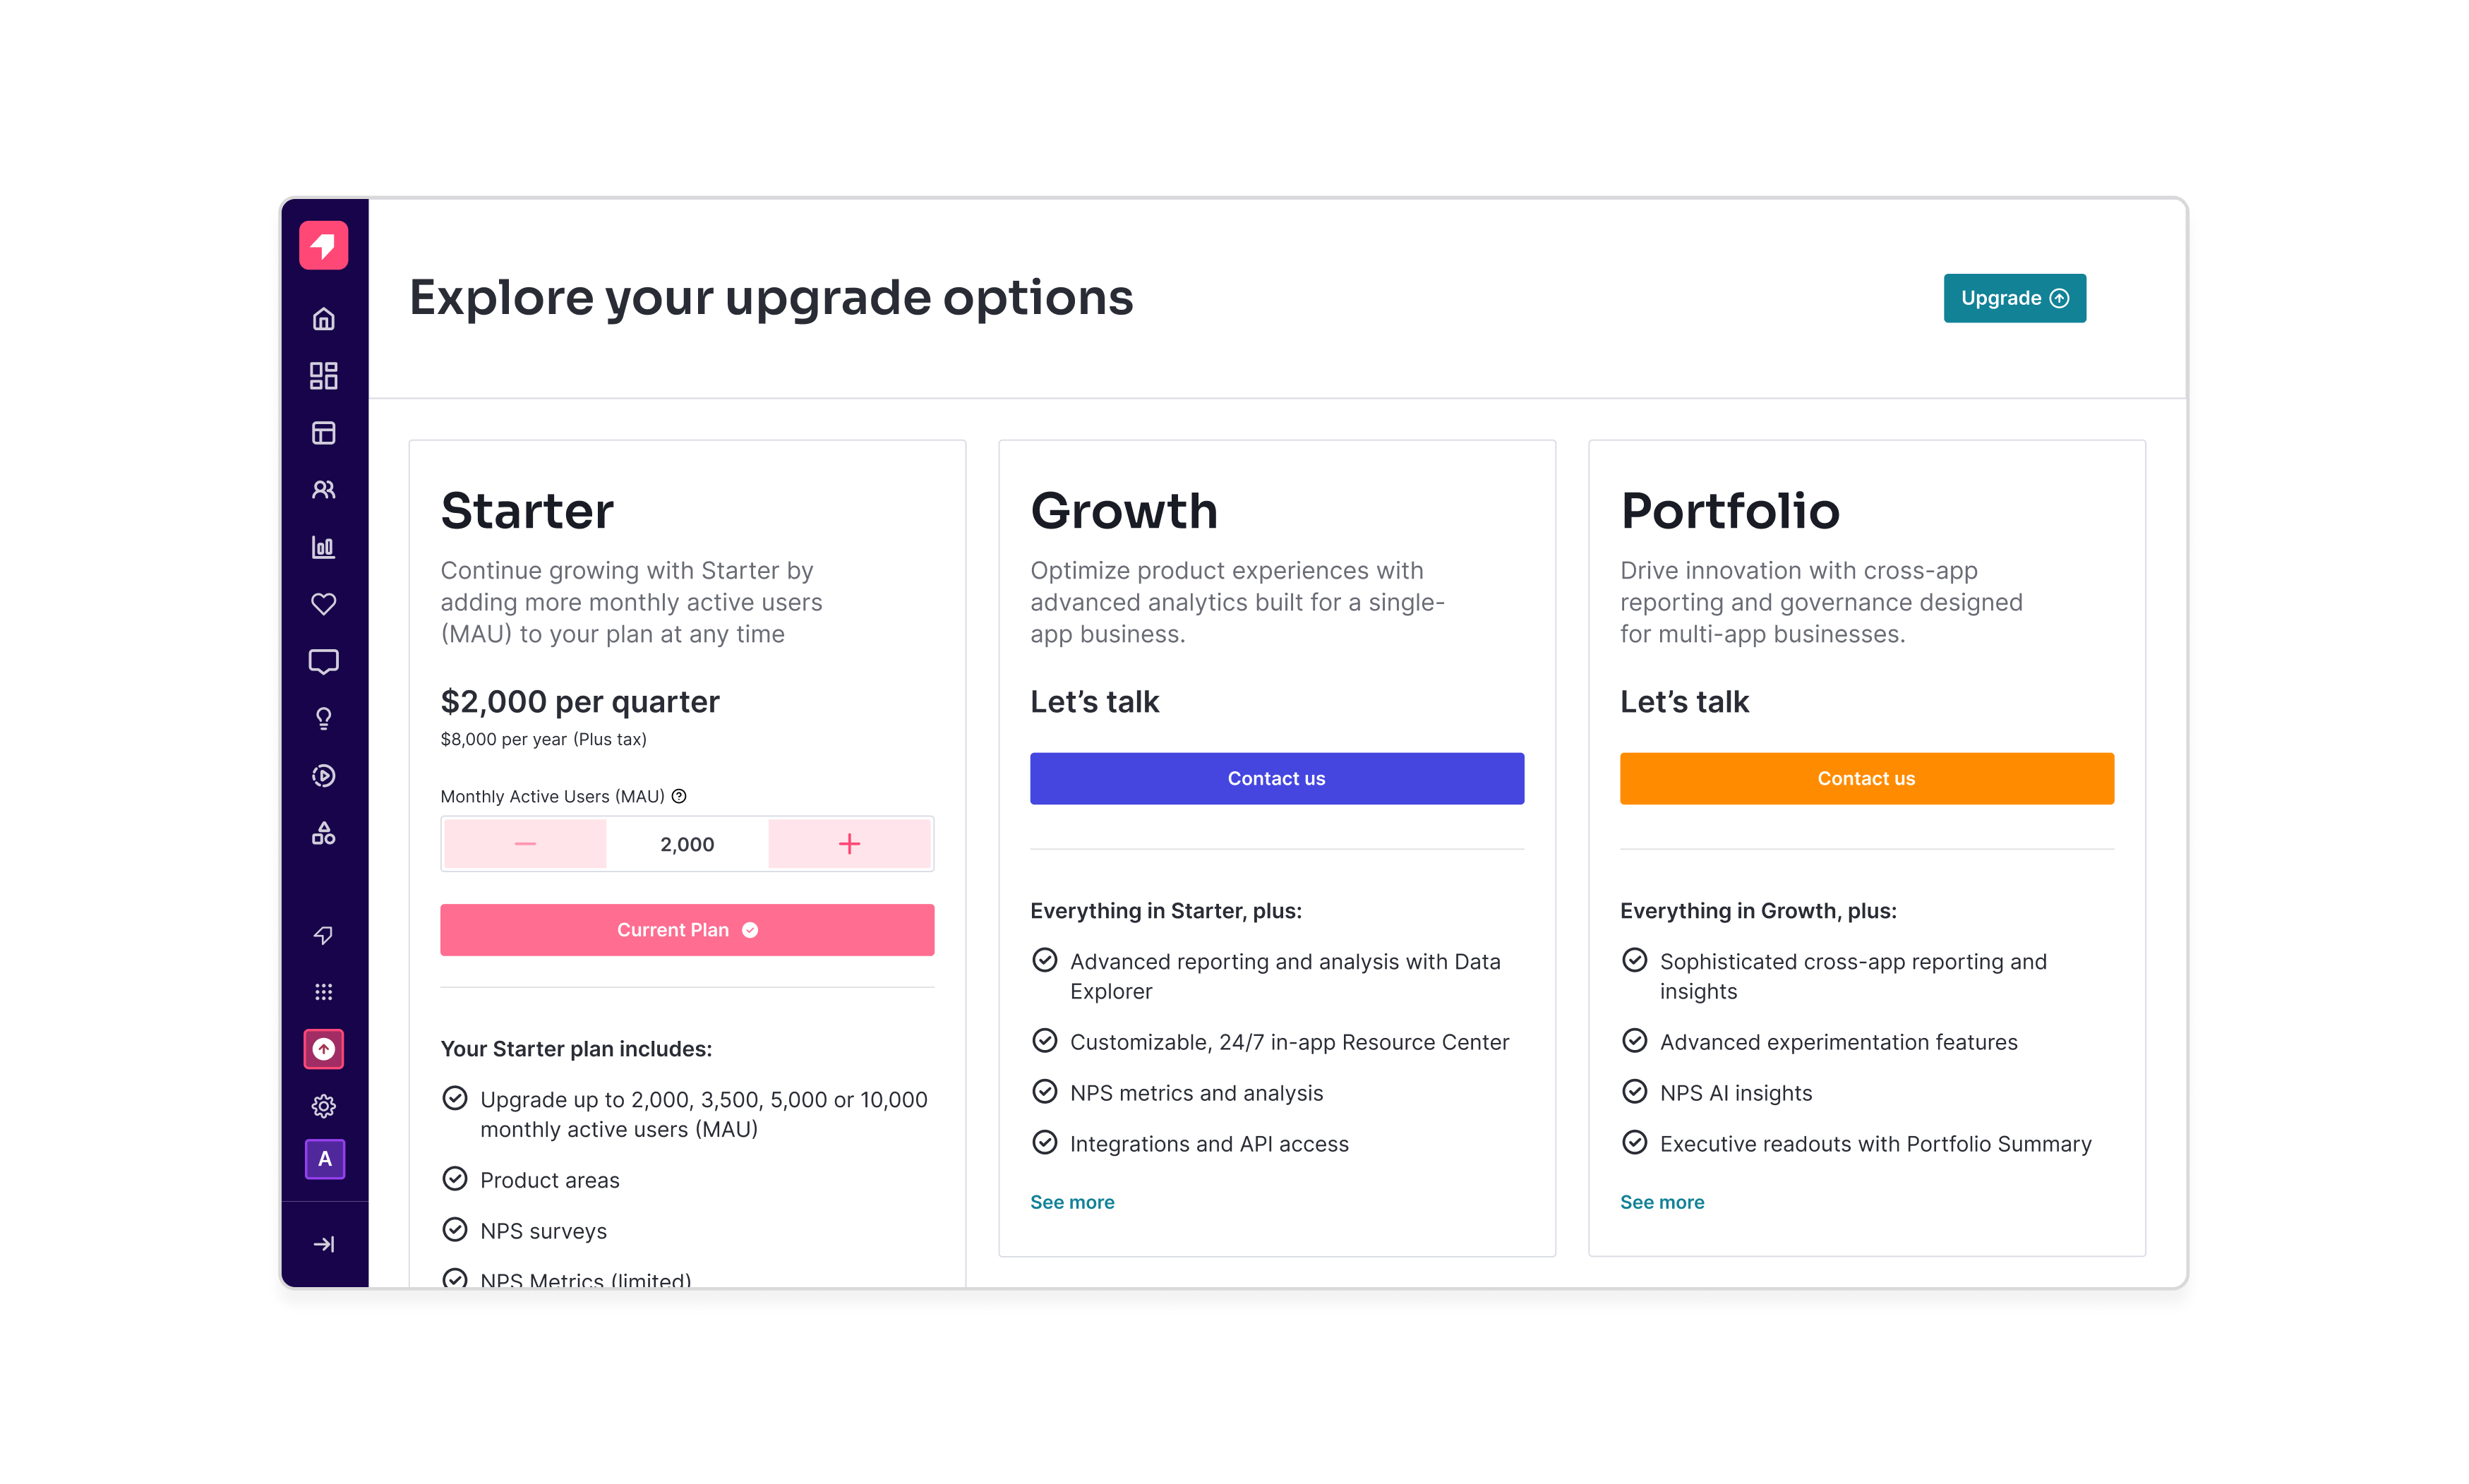 Explore your upgrade options
Upgrade
Starter
Continue growing with Starter by
adding more monthly active users
(MAU) to your plan at any time
$2,000 per quarter
$8,000 per year (Plus tax)
Monthly Active Users (MAU)
2,000
Current Plan
Your Starter plan includes:
Upgrade up to 2,000, 3,500, 5,000 or 10,000
monthly active users (MAU)
Product areas
NPS surveys
NPS Metrics (limited)
Growth
Optimize product experiences with
advanced analytics built for a single-
app business.
Let’s talk
Contact us
Everything in Starter, plus:
Advanced reporting and analysis with Data
Explorer
Customizable, 24/7 in-app Resource Center
NPS metrics and analysis
Integrations and API access
See more
Portfolio
Drive innovation with cross-app
reporting and governance designed
for multi-app businesses.
Let’s talk
Contact us
Everything in Growth, plus:
Sophisticated cross-app reporting and
insights
Advanced experimentation features
NPS AI insights
Executive readouts with Portfolio Summary
See more
A